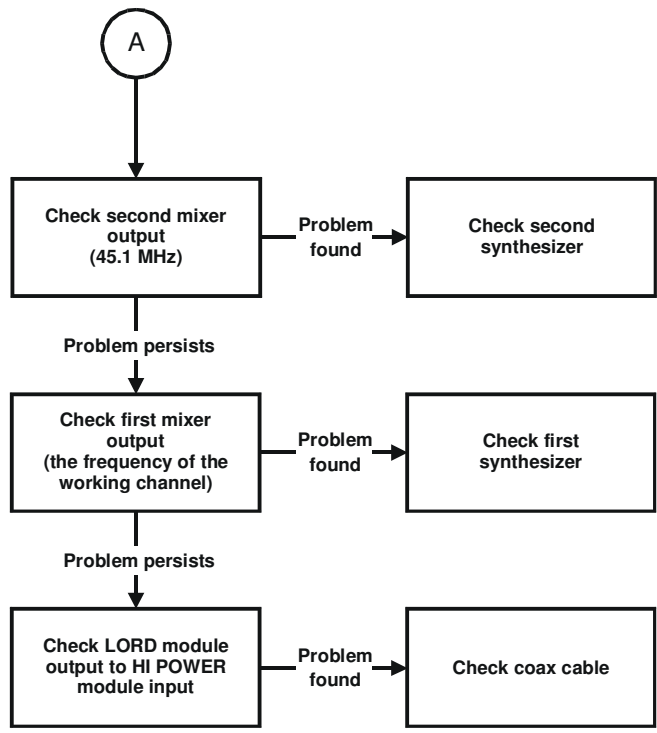 A
Check second mixer
output
(45.1 MHz)
Problem
found
Check second
synthesizer
Problem persists
Check first mixer
output
(the frequency of the
working channel)
Problem
found
Check first
synthesizer
Problem persists
Check LORD module
output to HI POWER
module input
Problem
found
Check coax cable